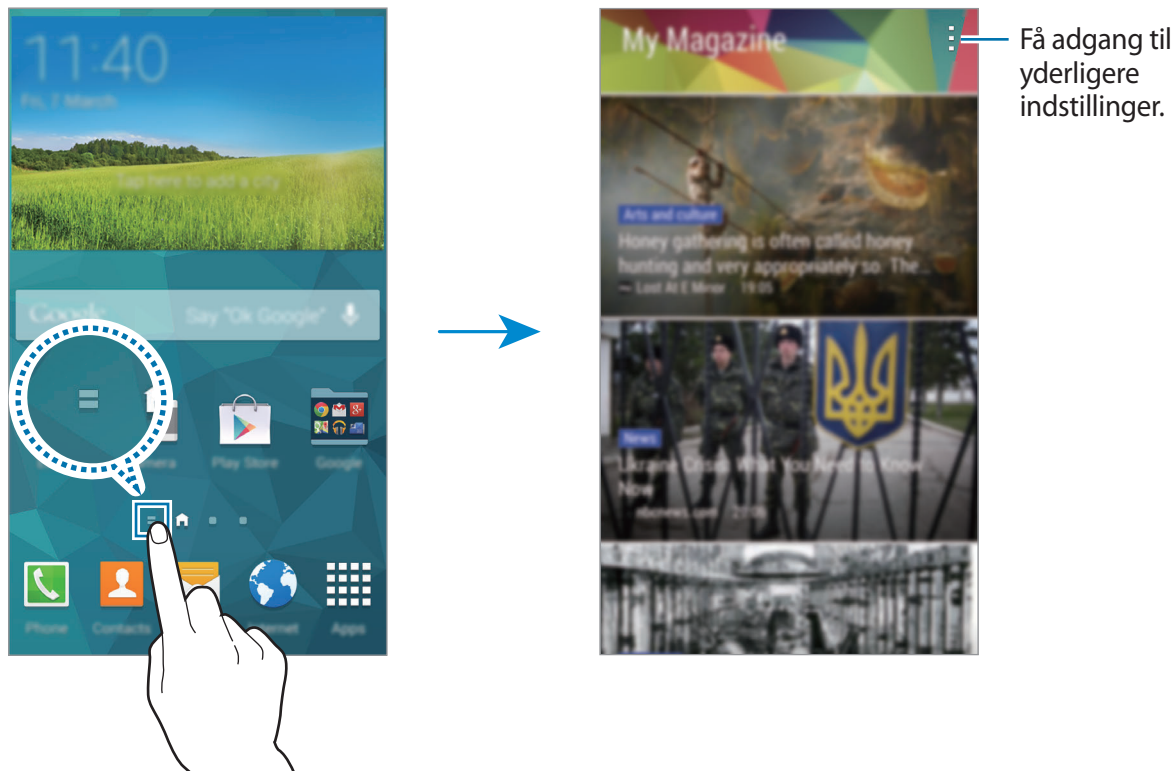 11:40
Fri, 7 March
Tap here to add a city
Google
Say "Ok Google"
Play Store
Google
Phone
Contacts
Apps
My Magazine
Arts and culture
Honey gathering is often called honey
hunting and very appropriately so. The...
Lost At E Minor 19:05
News
Ukraine Crisis: What You Need to Know
Now
nbcnews.com
Få adgang til
yderligere
indstillinger.